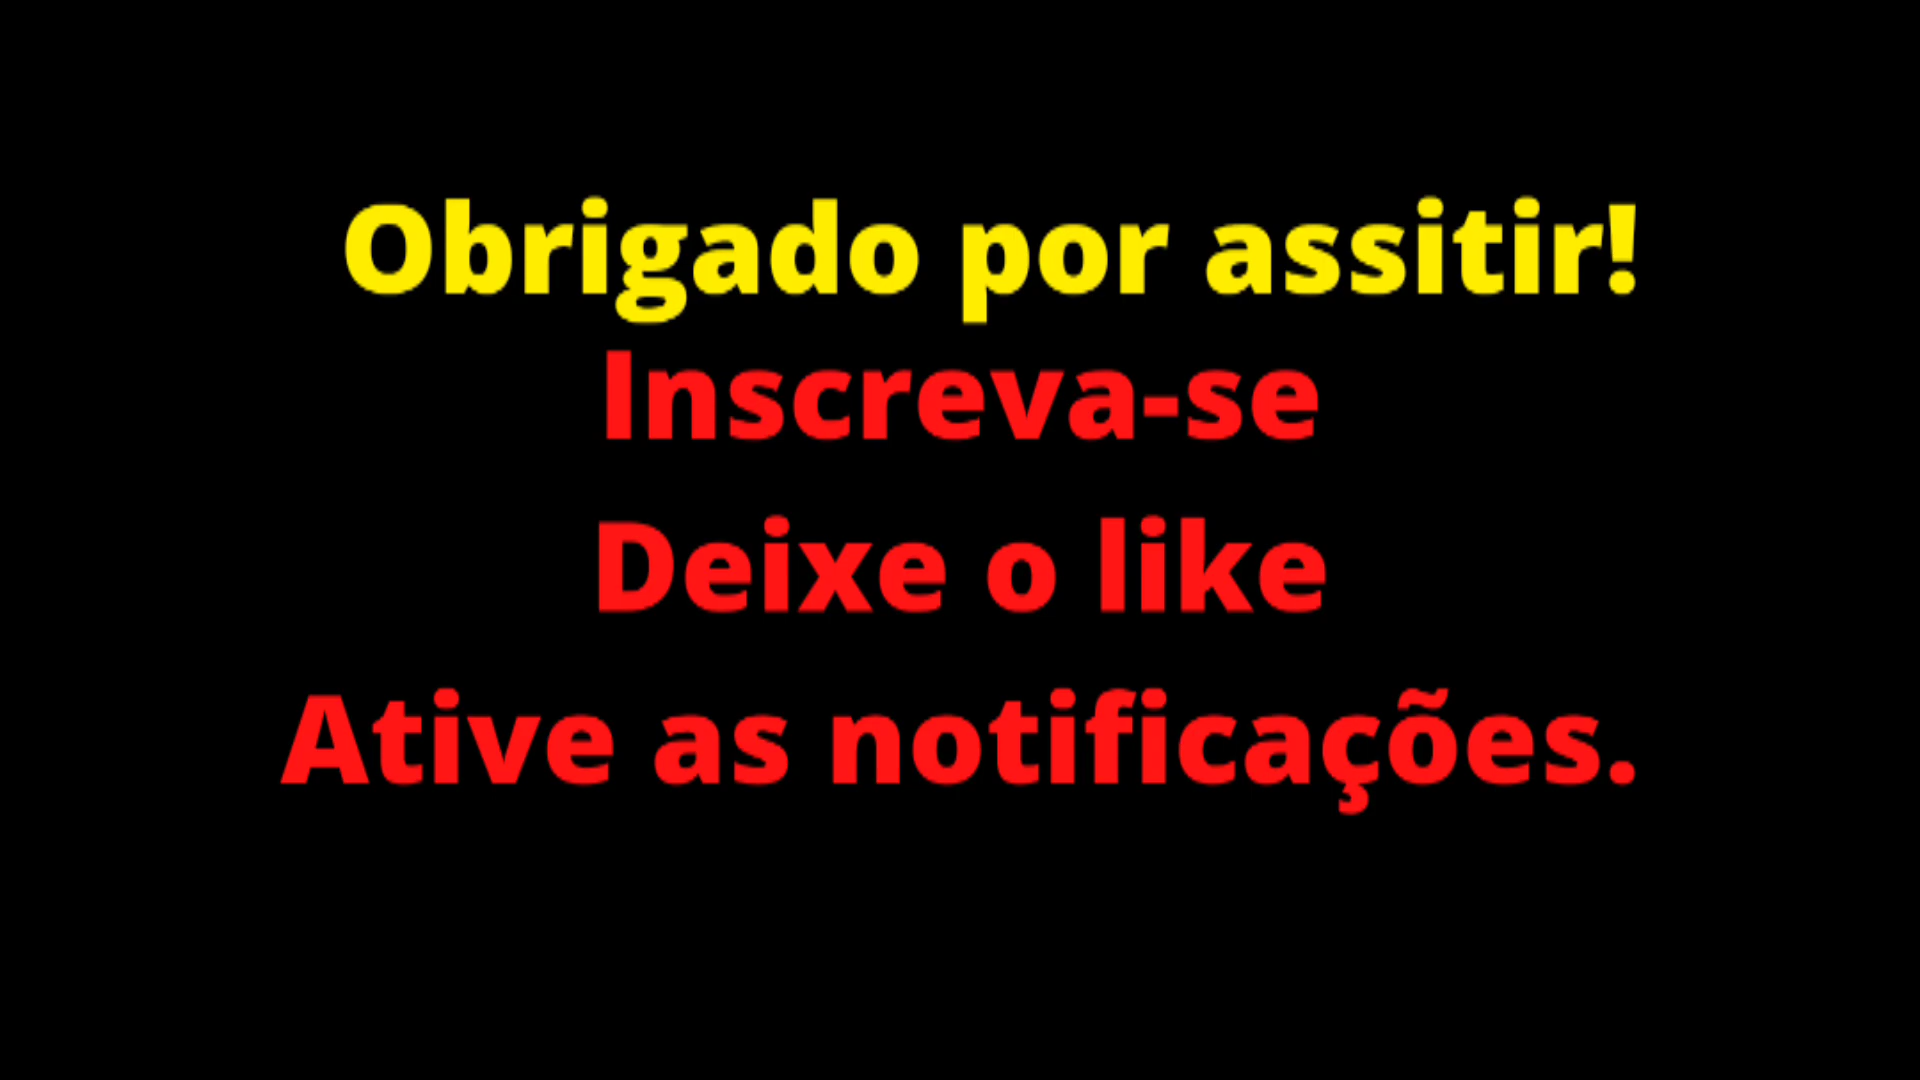 Obrigado por assitir!
Inscreva-se
Deixe o like
Ative as notificações.